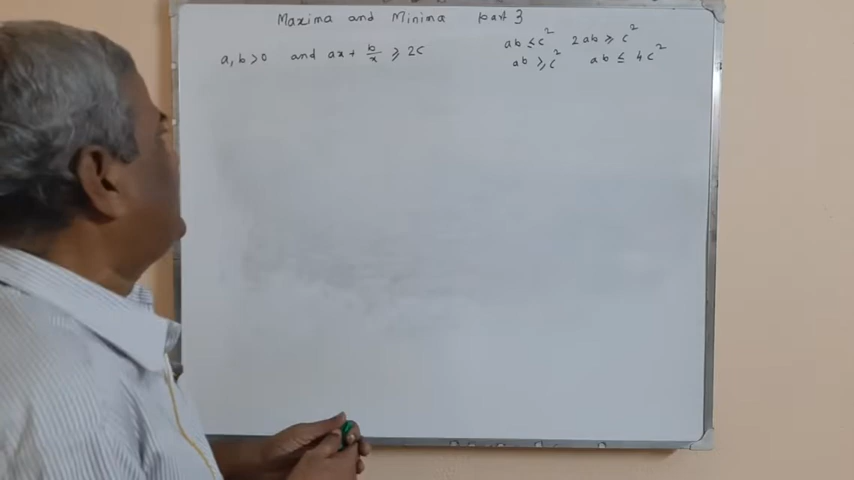 Maxima and Minima part 3
a, b > 0 and ax + b/x ≥ 2c
ab ≤ c² 2ab ≥ c²
ab ≥ c² ab ≤ 4c²